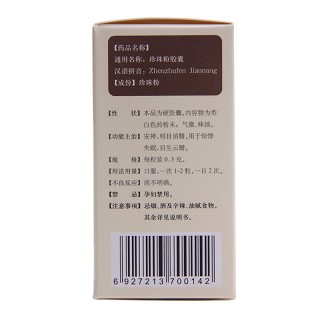 【药品名称】
通用名称：珍珠粉胶囊
汉语拼音：Zhenzhufen Jiaonang
【成份】珍珠粉
【性 状】 本品为硬胶囊，内容物为类
白色的粉末；气微，味淡。
【功能主治】 安神，明目消翳。用于惊悸
失眠，目生云翳。
【规 格】 每粒装0.3克。
【用法用量】 口服，一次1-2粒，一日2次。
【不良反应】 尚不明确。
【禁 忌】 孕妇禁用。
【注意事项】 忌烟、酒及辛辣、油腻食物。
其余详见说明书。
6 927213 700142